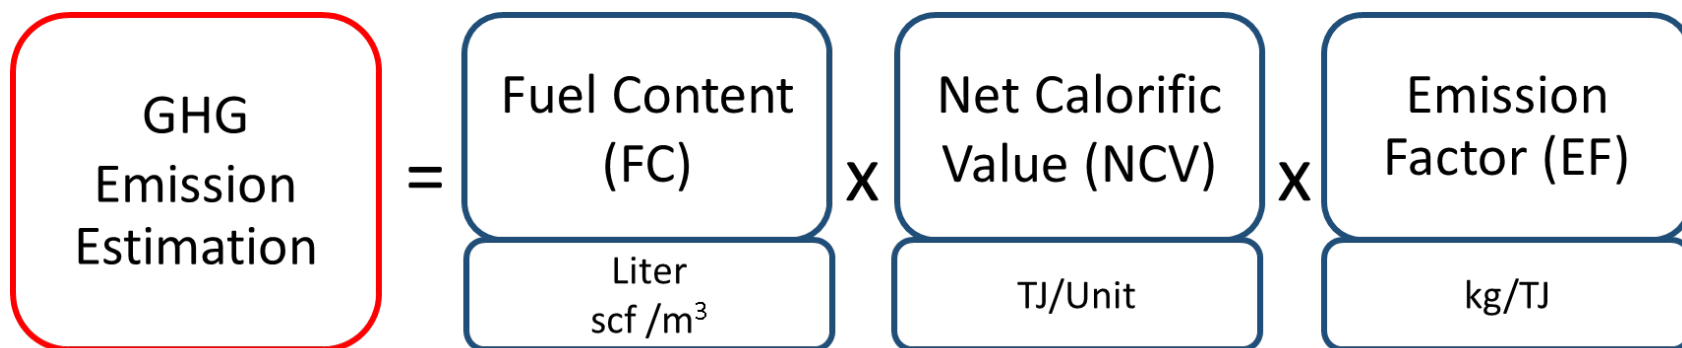 GHG
Emission
Estimation
=
Fuel Content
(FC)
Liter
scf /m³
x
Net Calorific
Value (NCV)
TJ/Unit
x
Emission
Factor (EF)
kg/TJ